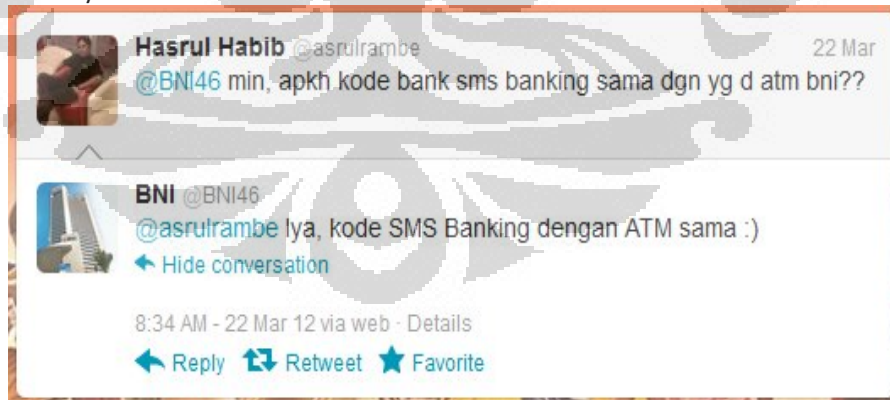 Hasrul Habib @asrulrambe 22 Mar
@BNI46 min, apkh kode bank sms banking sama dgn yg d atm bni??
BNI @BNI46
@asrulrambe Iya, kode SMS Banking dengan ATM sama :)
Hide conversation
8:34 AM - 22 Mar 12 via web · Details
Reply Retweet Favorite